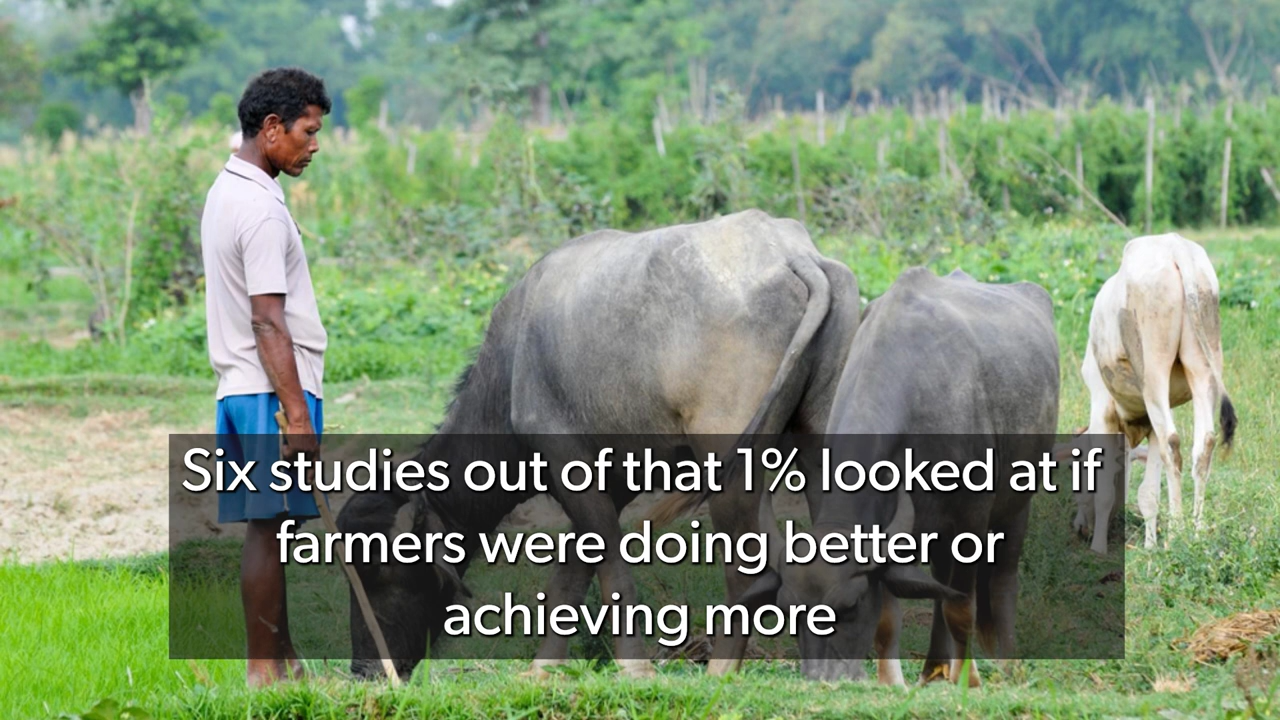 Six studies out of that 1% looked at if
farmers were doing better or
achieving more